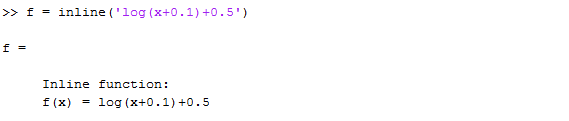 >> f = inline('log(x+0.1)+0.5')
f =
Inline function:
f(x) = log(x+0.1)+0.5